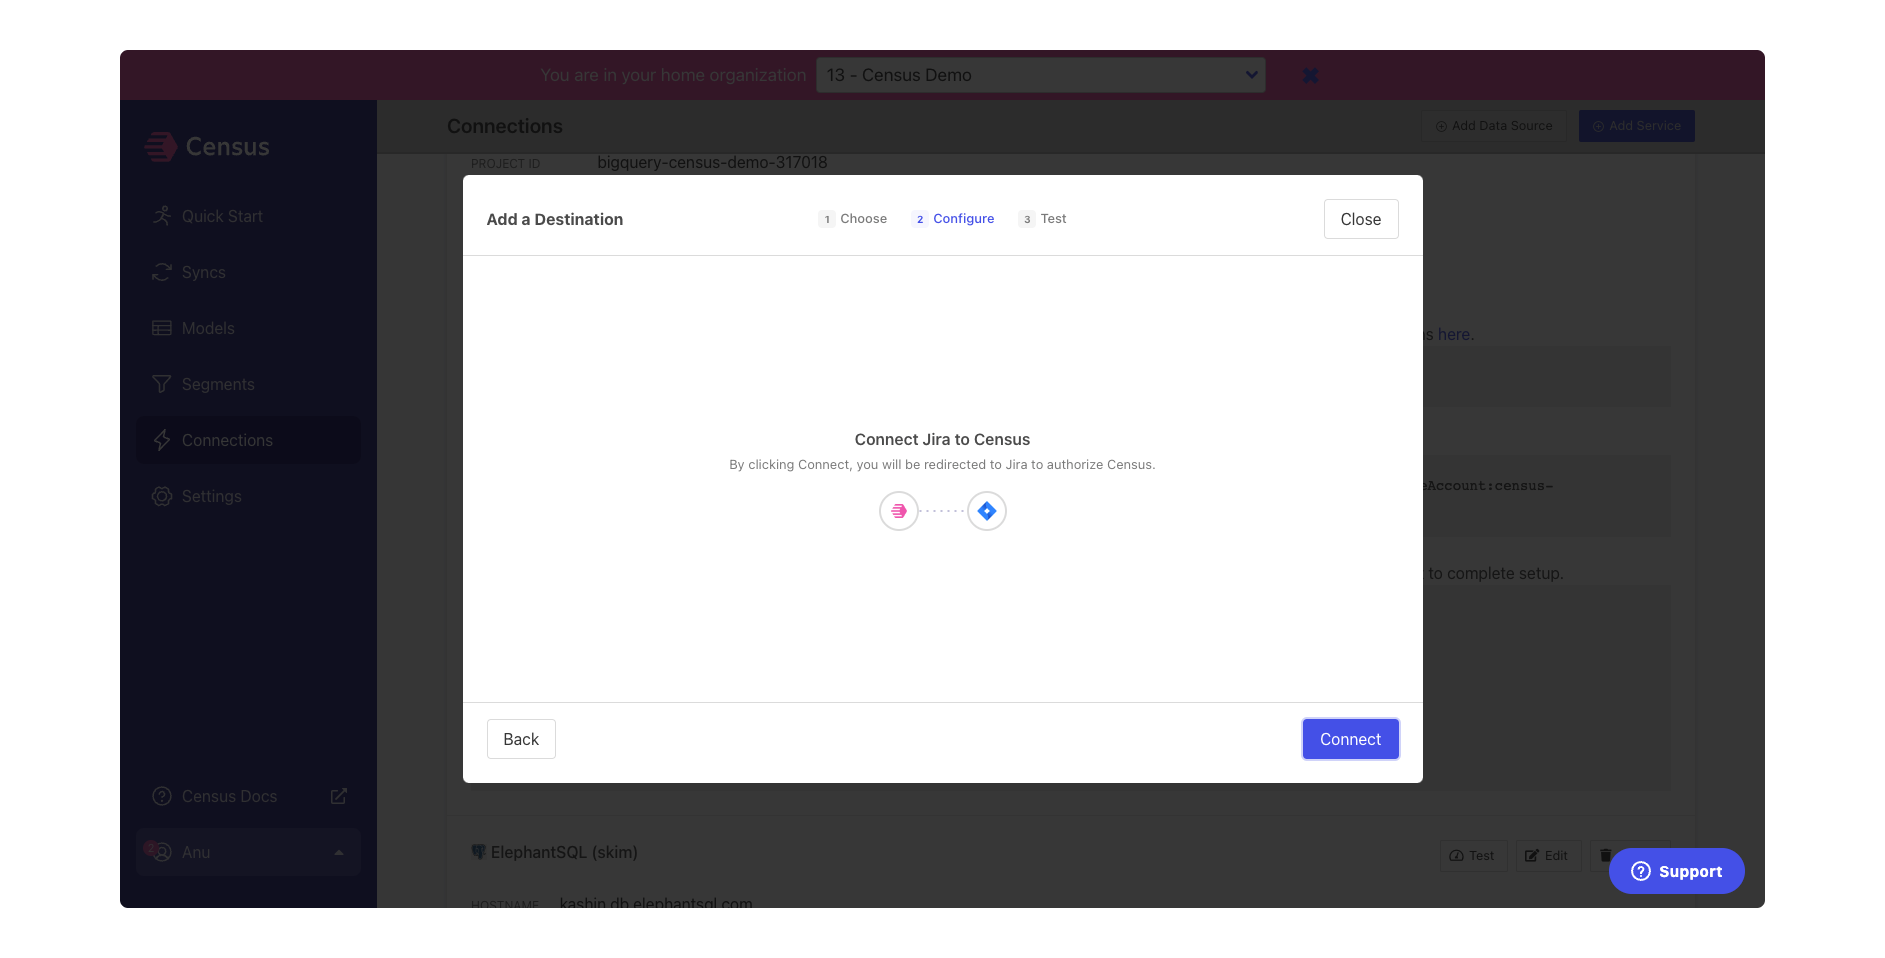 You are in your home organization 13 - Census Demo
Census
Connections
Add Data Source
Add Service
Quick Start
Syncs
Models
Segments
Connections
Settings
Census Docs
2
Anu
PROJECT ID bigquery-census-demo-317018
Add a Destination
1 Choose
2 Configure
3 Test
Close
here.
Connect Jira to Census
By clicking Connect, you will be redirected to Jira to authorize Census.
Account:census-
to complete setup.
Back
Connect
ElephantSQL (skim)
Test
Edit
HOSTNAME kashin.db.elephantsql.com
Support